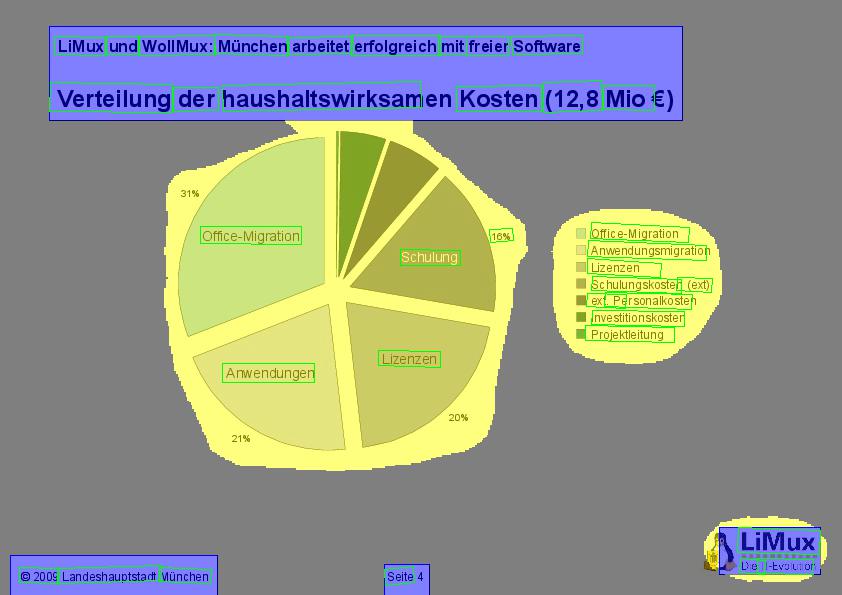 LiMux und WollMux: München arbeitet erfolgreich mit freier Software
Verteilung der haushaltswirksamen Kosten (12,8 Mio €)
31%
Office-Migration
16%
Schulung
Lizenzen
20%
Anwendungen
21%
Office-Migration
Anwendungsmigration
Lizenzen
Schulungskosten (ext)
ext. Personalkosten
Investitionskosten
Projektleitung
LiMux
Die IT-Evolution
© 2009 Landeshauptstadt München
Seite 4